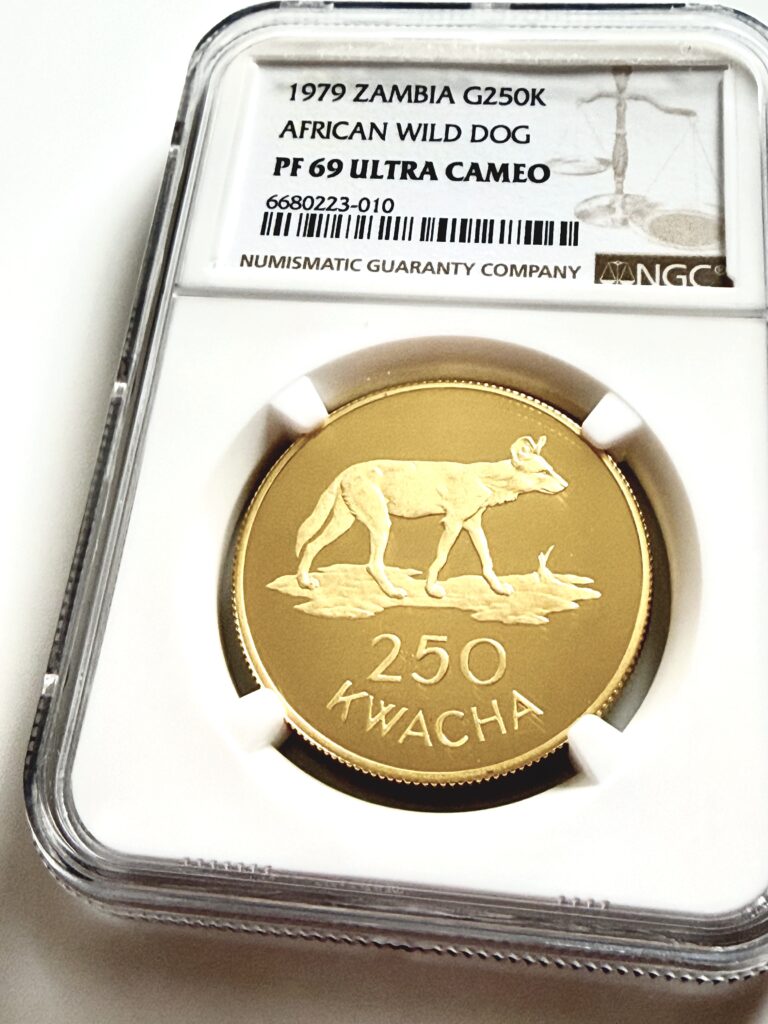 1979 ZAMBIA G250K
AFRICAN WILD DOG
PF 69 ULTRA CAMEO
6680223-010
NUMISMATIC GUARANTY COMPANY NGC
250
KWACHA